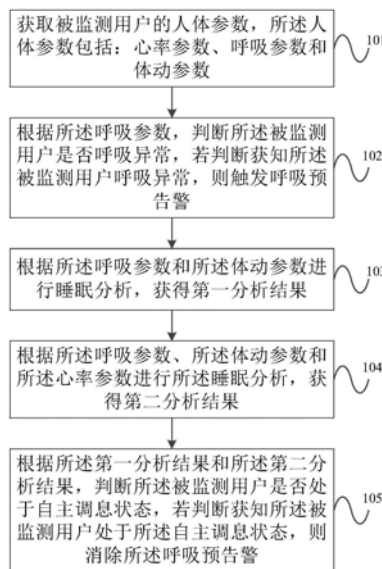 获取被监测用户的人体参数，所述人
体参数包括：心率参数、呼吸参数和
体动参数
101
根据所述呼吸参数，判断所述被监测
用户是否呼吸异常，若判断获知所述
被监测用户呼吸异常，则触发呼吸预
告警
102
根据所述呼吸参数和所述体动参数进
行睡眠分析，获得第一分析结果
103
根据所述呼吸参数、所述体动参数和
所述心率参数进行所述睡眠分析，获
得第二分析结果
104
根据所述第一分析结果和所述第二分
析结果，判断所述被监测用户是否处
于自主调息状态，若判断获知所述被
监测用户处于所述自主调息状态，则
消除所述呼吸预告警
105